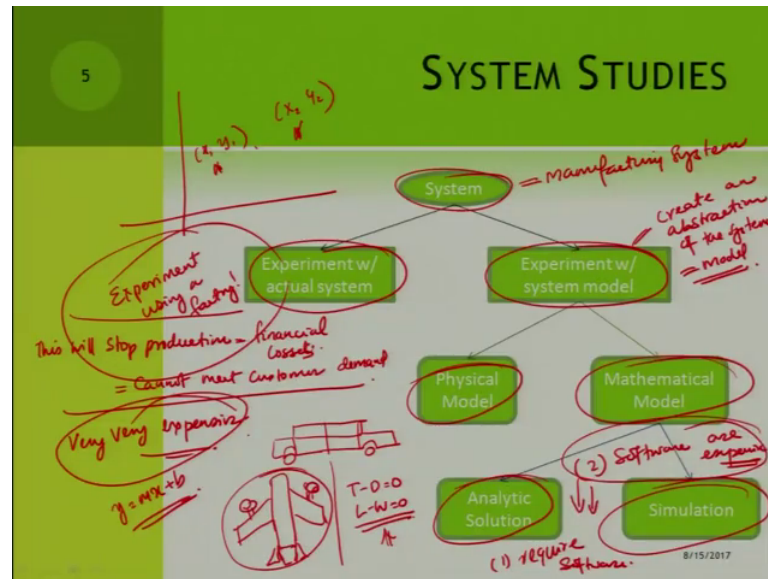 5
SYSTEM STUDIES
(x₁ y₁),
(x₂ y₂)
System
= Manufacturing System
Create an
abstraction
of the system
= model
Experiment w/
actual system
Experiment w/
system model
Experiment
using a
factory!
This will stop production = financial
losses.
= Cannot meet customer demand
Very very expensive
y=mx+b
Physical
Model
Mathematical
Model
(2) Software are
T-D=0
L-W=0
Analytic
Solution
Simulation
(1) require
Software.
8/15/2017